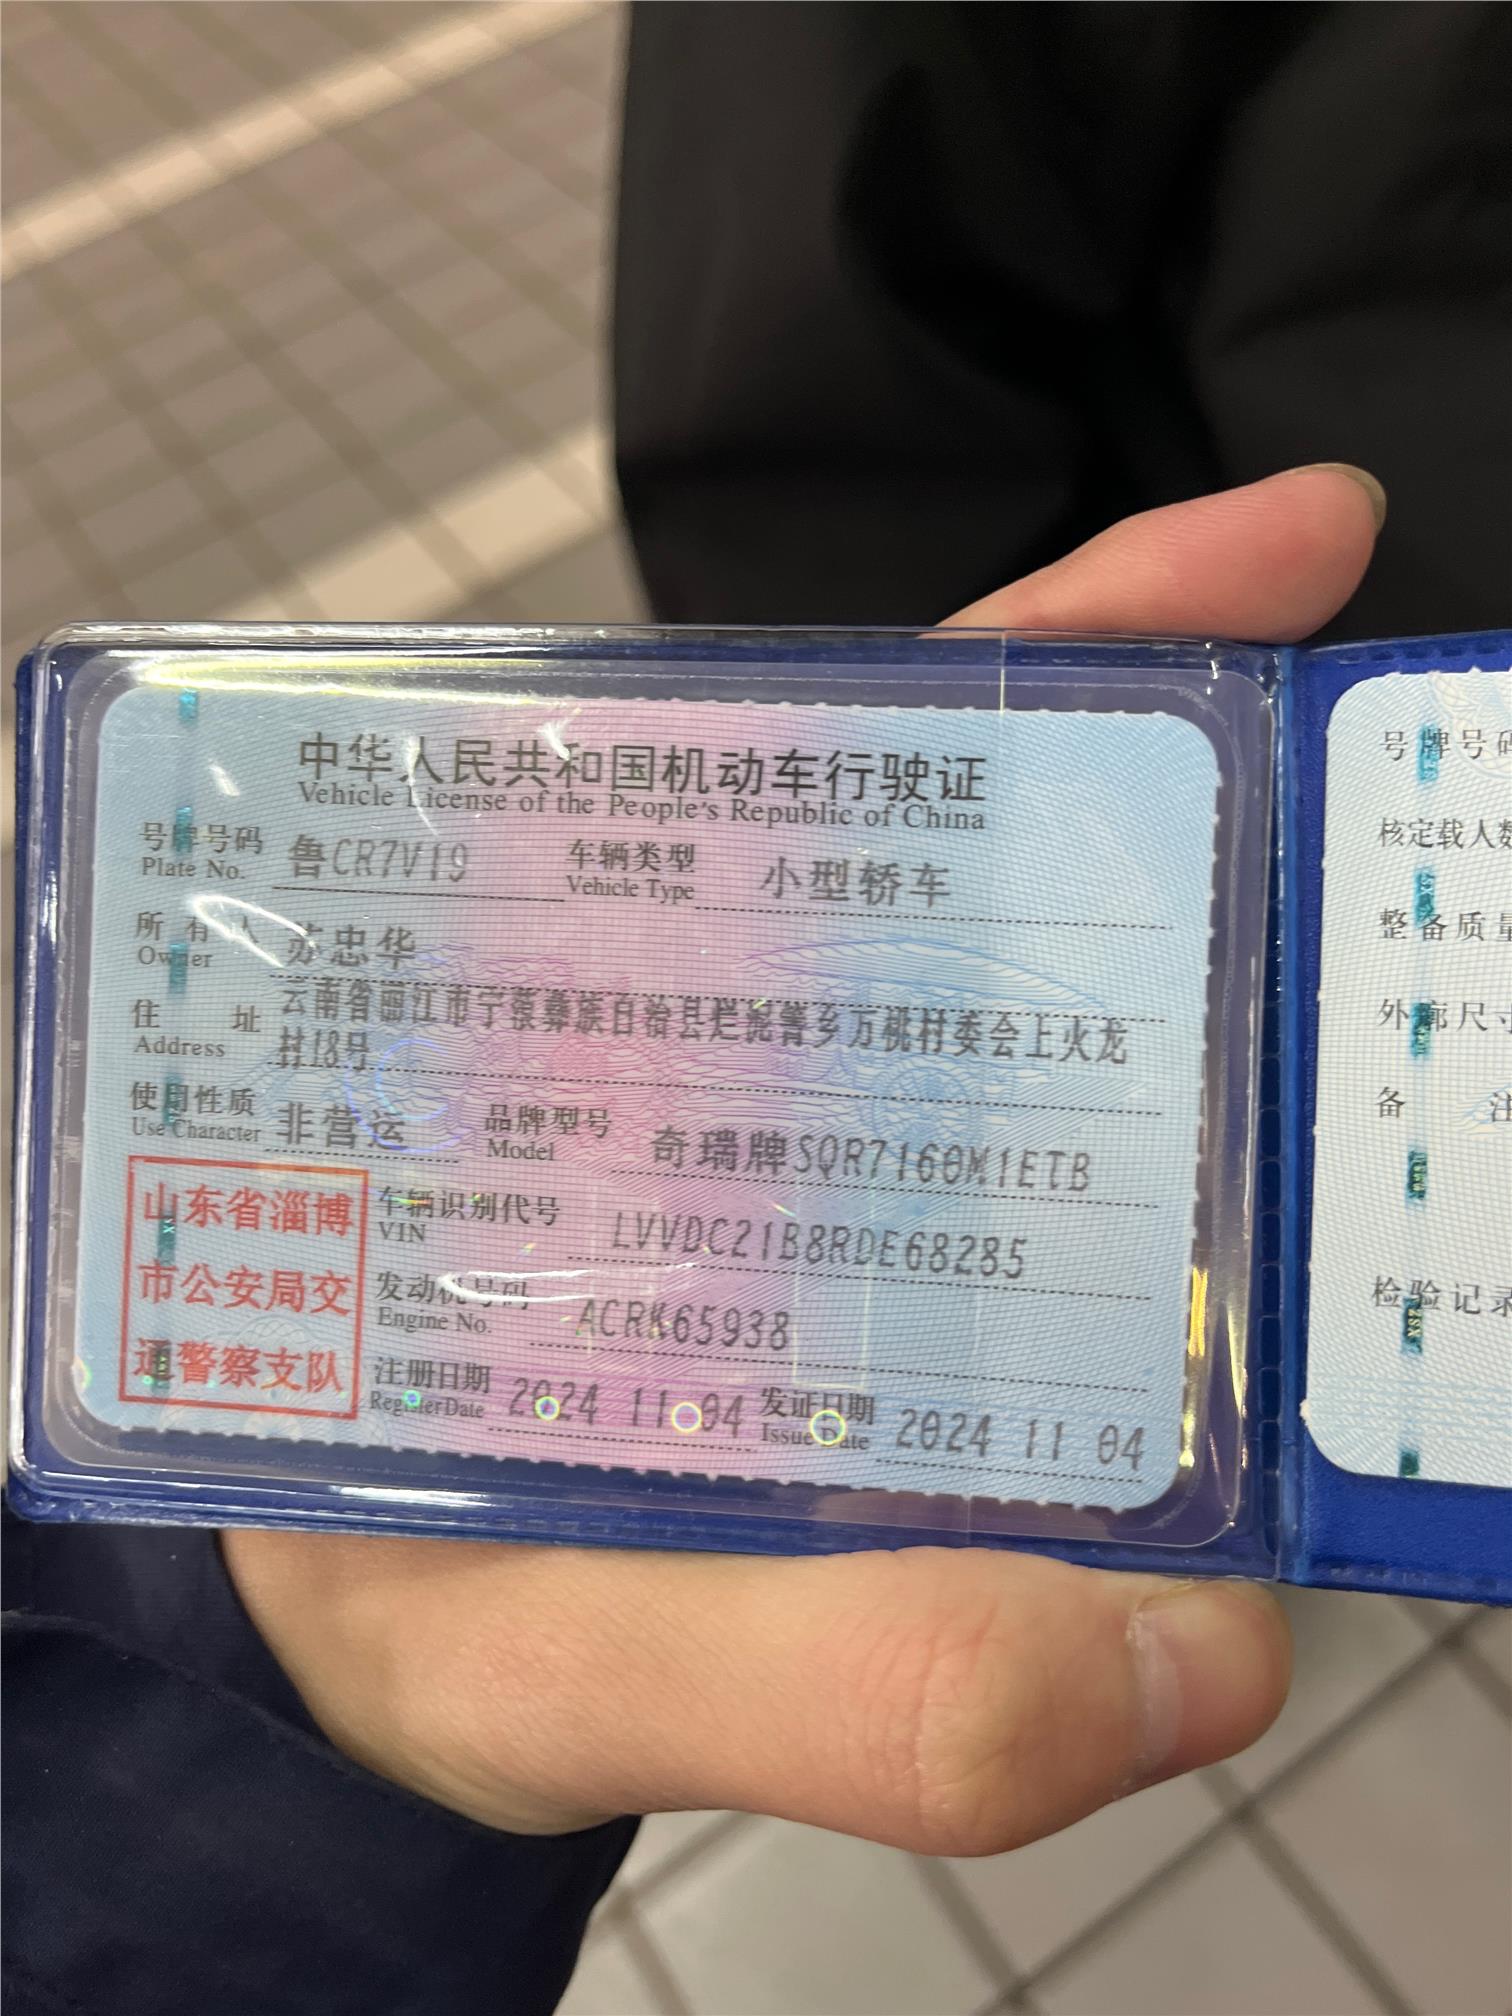 中华人民共和国机动车行驶证
Vehicle License of the People's Republic of China
号牌号码 鲁CR7V19 车辆类型 小型轿车
Plate No. Vehicle Type
所有人 苏忠华
Owner
住址 云南省丽江市宁蒗彝族自治县烂泥箐乡万桃村委会上火龙
Address 村18号
使用性质 非营运 品牌型号 奇瑞牌SQR7160M1ETB
Use Character Model
山东省淄博
市公安局交
通警察支队
车辆识别代号 LVVDC21B8RDE68285
VIN
发动机号码 ACRK65938
Engine No.
注册日期 2024 11 04 发证日期 2024 11 04
Register Date Issue Date
号牌号码
核定载人数
整备质量
外廓尺寸
备 注
检验记录